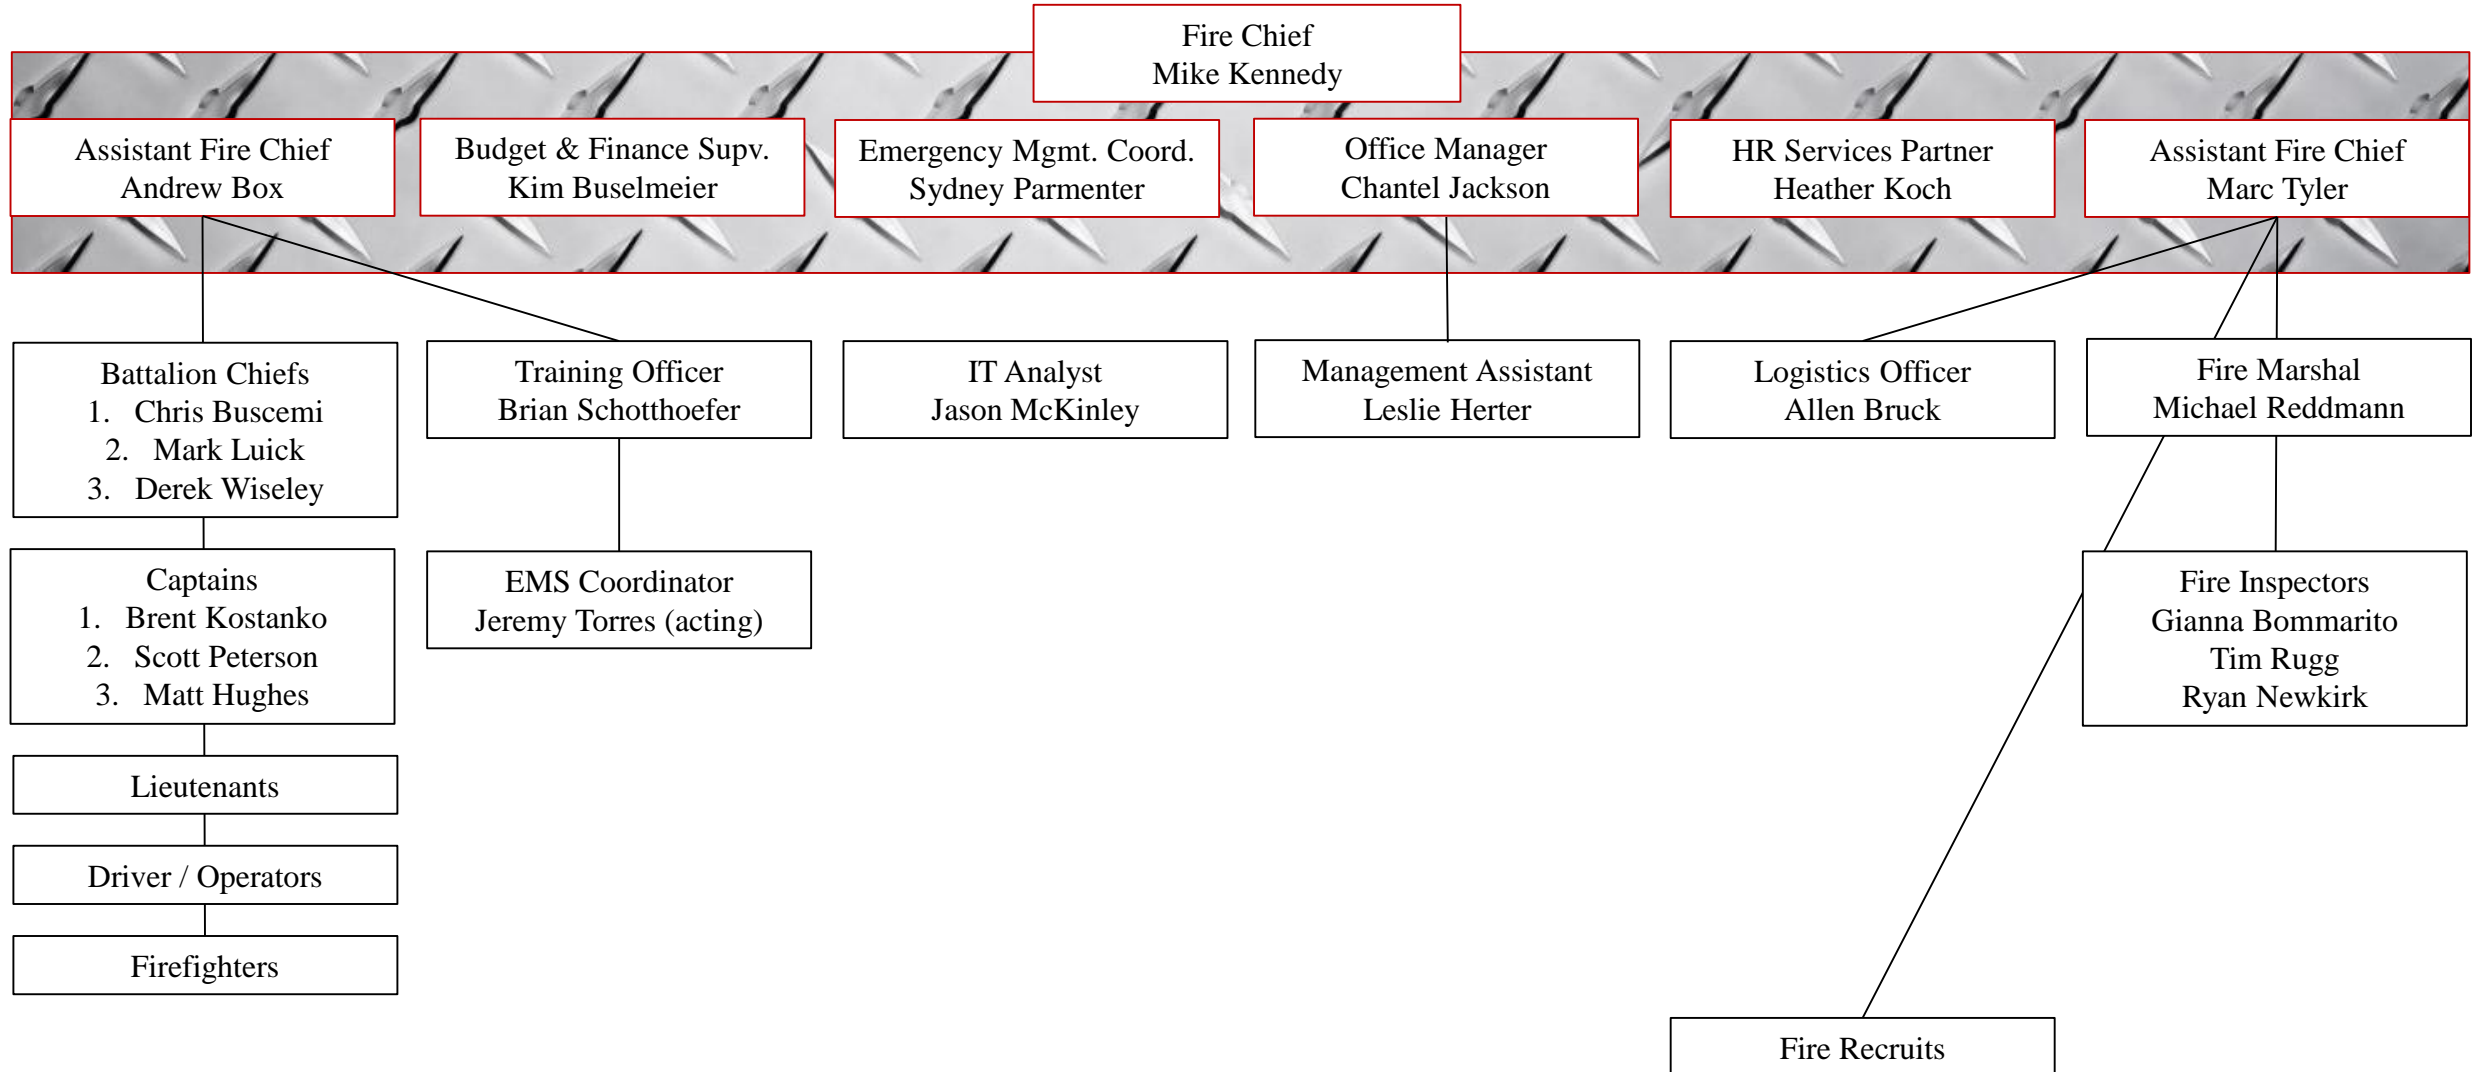 Fire Chief
Mike Kennedy
Assistant Fire Chief
Andrew Box
Budget & Finance Supv.
Kim Buselmeier
Emergency Mgmt. Coord.
Sydney Parmenter
Office Manager
Chantel Jackson
HR Services Partner
Heather Koch
Assistant Fire Chief
Marc Tyler
Battalion Chiefs
1. Chris Buscemi
2. Mark Luick
3. Derek Wiseley
Training Officer
Brian Schotthoefer
IT Analyst
Jason McKinley
Management Assistant
Leslie Herter
Logistics Officer
Allen Bruck
Fire Marshal
Michael Reddmann
Captains
1. Brent Kostanko
2. Scott Peterson
3. Matt Hughes
EMS Coordinator
Jeremy Torres (acting)
Fire Inspectors
Gianna Bommarito
Tim Rugg
Ryan Newkirk
Lieutenants
Driver / Operators
Firefighters
Fire Recruits